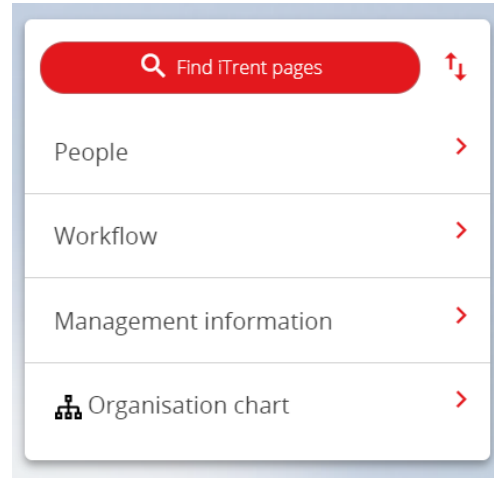 Find iTrent pages
People
Workflow
Management information
Organisation chart